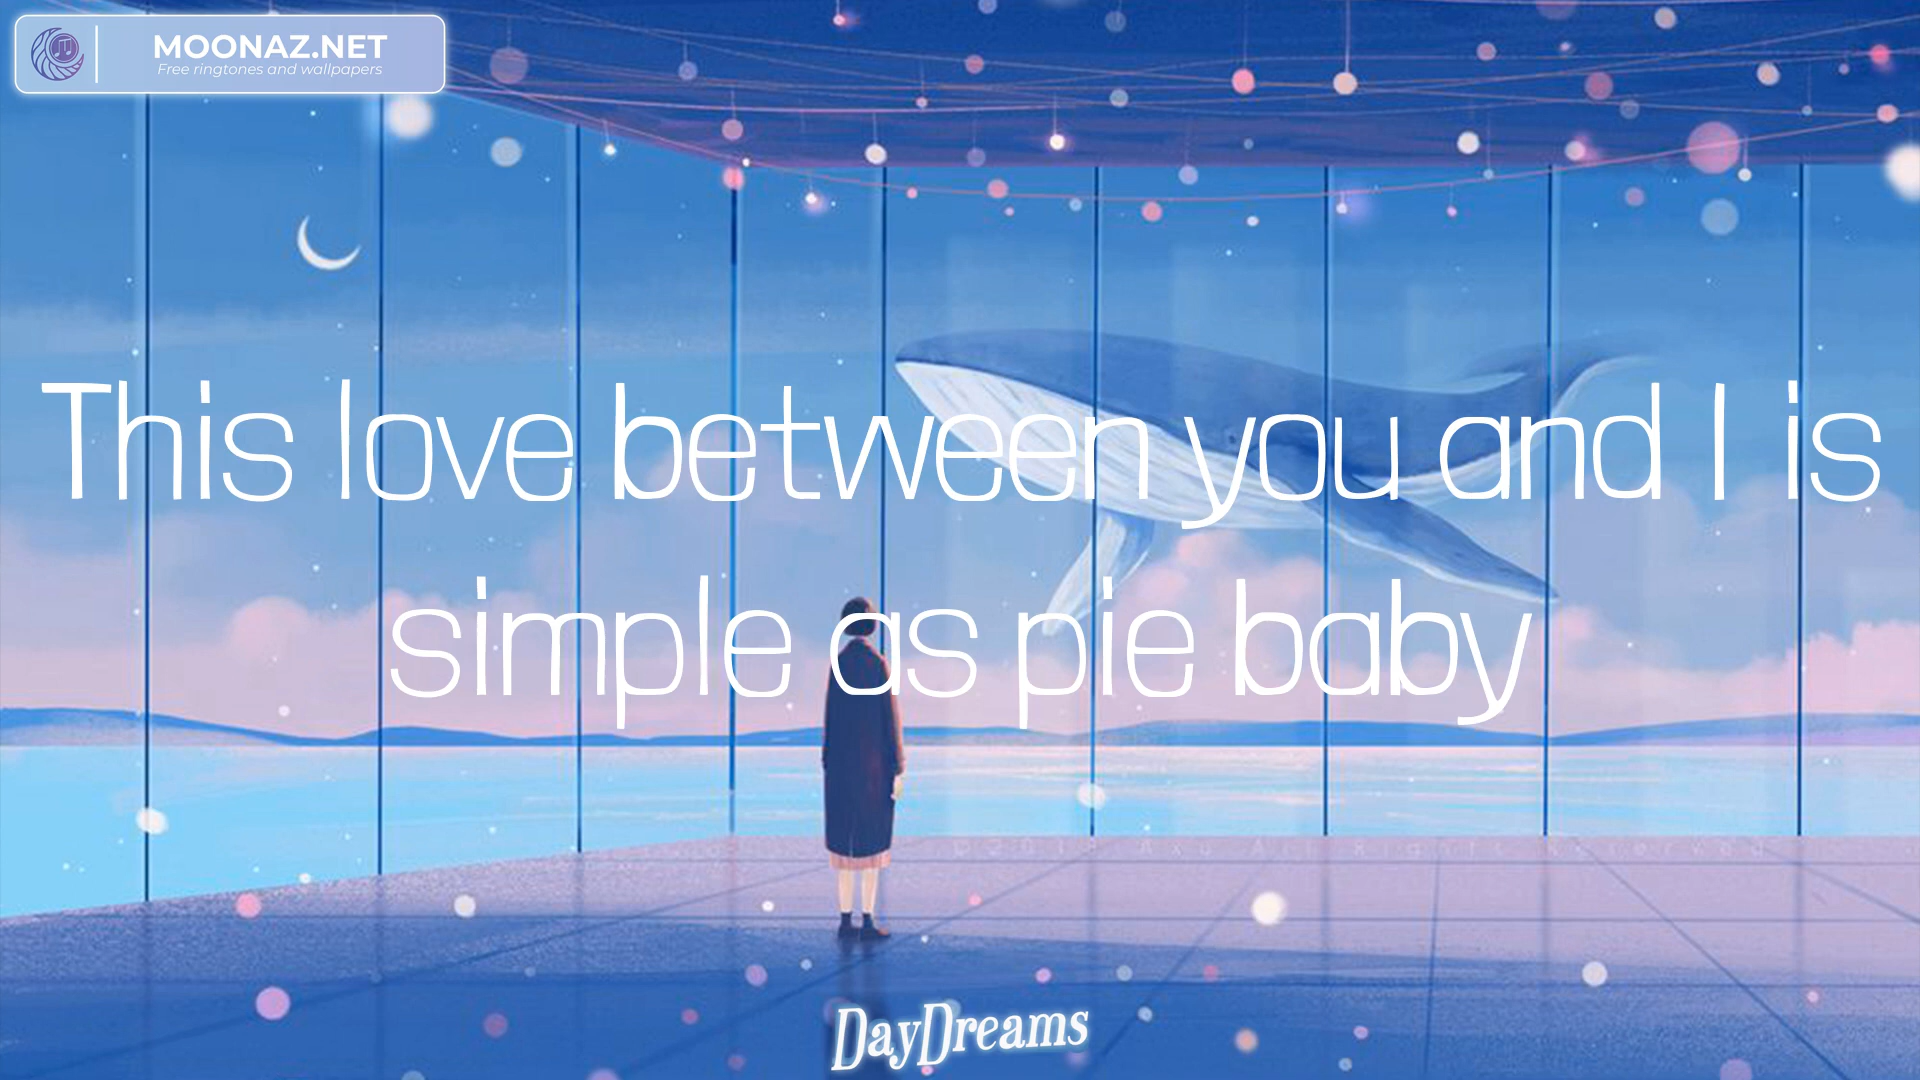 MOONAZ.NET
Free ringtones and wallpapers
This love between you and I is
simple as pie baby
DayDreams